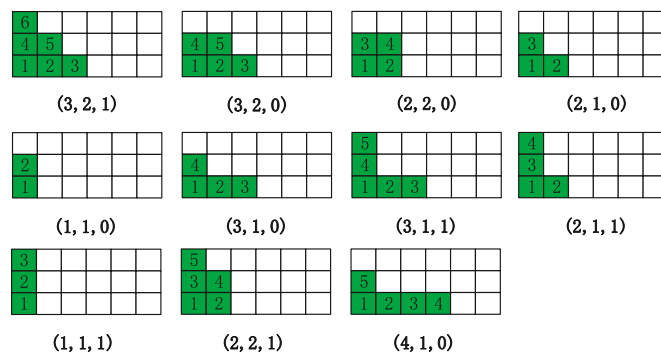 6
4 5
4 5
3 4
3
1 2 3
1 2 3
1 2
1 2
(3, 2, 1)
(3, 2, 0)
(2, 2, 0)
(2, 1, 0)
5
4
2
4
4
3
1
1 2 3
1 2 3
1 2
(1, 1, 0)
(3, 1, 0)
(3, 1, 1)
(2, 1, 1)
3
5
2
3 4
5
1
1 2
1 2 3 4
(1, 1, 1)
(2, 2, 1)
(4, 1, 0)